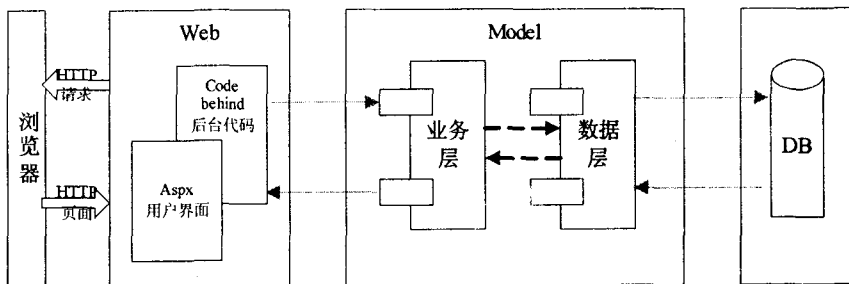 Web
Model
HTTP
请求
Code
behind
后台代码
浏览器
业务
层
数据
层
DB
HTTP
页面
Aspx
用户界面